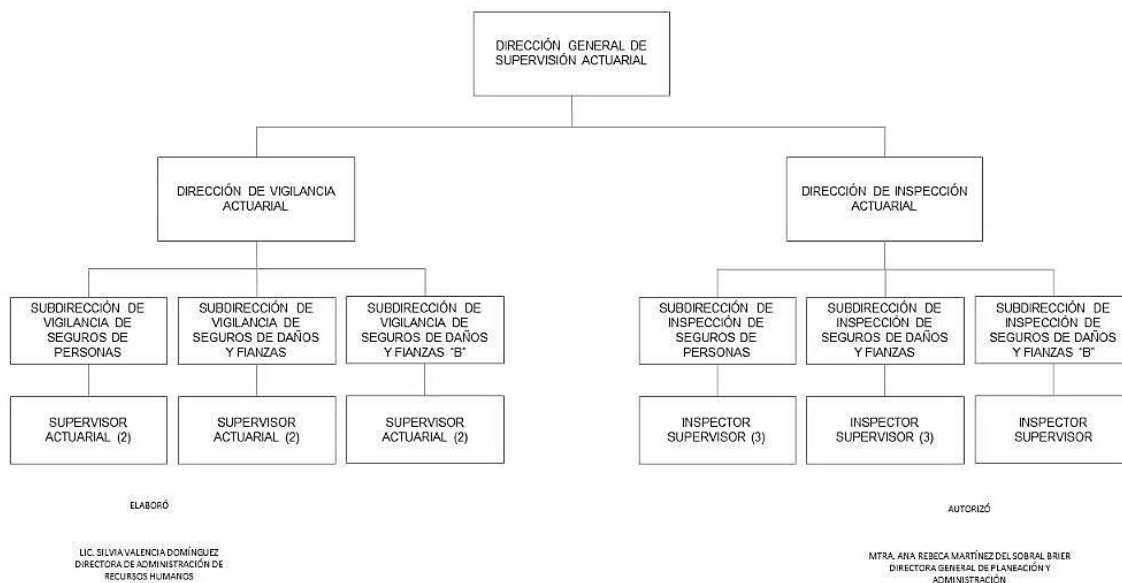 DIRECCIÓN GENERAL DE
SUPERVISIÓN ACTUARIAL
DIRECCIÓN DE VIGILANCIA
ACTUARIAL
DIRECCIÓN DE INSPECCIÓN
ACTUARIAL
SUBDIRECCIÓN DE
VIGILANCIA DE
SEGUROS DE
PERSONAS
SUBDIRECCIÓN DE
VIGILANCIA DE
SEGUROS DE DAÑOS
Y FIANZAS
SUBDIRECCIÓN DE
VIGILANCIA DE
SEGUROS DE DAÑOS
Y FIANZAS "B"
SUBDIRECCIÓN DE
INSPECCIÓN DE
SEGUROS DE
PERSONAS
SUBDIRECCIÓN DE
INSPECCIÓN DE
SEGUROS DE DAÑOS
Y FIANZAS
SUBDIRECCIÓN DE
INSPECCIÓN DE
SEGUROS DE DAÑOS
Y FIANZAS "B"
SUPERVISOR
ACTUARIAL (2)
SUPERVISOR
ACTUARIAL (2)
SUPERVISOR
ACTUARIAL (2)
INSPECTOR
SUPERVISOR (3)
INSPECTOR
SUPERVISOR (3)
INSPECTOR
SUPERVISOR
ELABORÓ
LIC. SILVIA VALENCIA DOMÍNGUEZ
DIRECTORA DE ADMINISTRACIÓN DE
RECURSOS HUMANOS
AUTORIZÓ
MTRA. ANA REBECA MARTÍNEZ DEL SOBRAL BRIER
DIRECTORA GENERAL DE PLANEACIÓN Y
ADMINISTRACIÓN